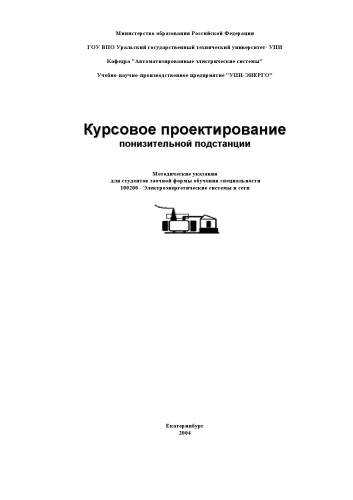 Министерство образования Российской Федерации
ГОУ ВПО Уральский государственный технический университет- УПИ
Кафедра "Автоматизированные электрические системы"
Учебно-научно-производственное предприятие "УПИ-ЭНЕРГО"
Курсовое проектирование
понизительной подстанции
Методические указания
для студентов заочной формы обучения специальности
100200 - Электроэнергетические системы и сети
Екатеринбург
2004